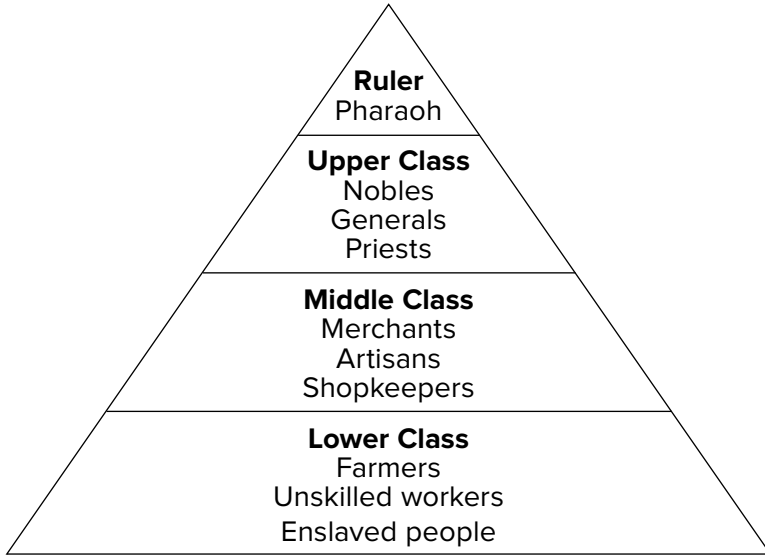 Ruler
Pharaoh
Upper Class
Nobles
Generals
Priests
Middle Class
Merchants
Artisans
Shopkeepers
Lower Class
Farmers
Unskilled workers
Enslaved people